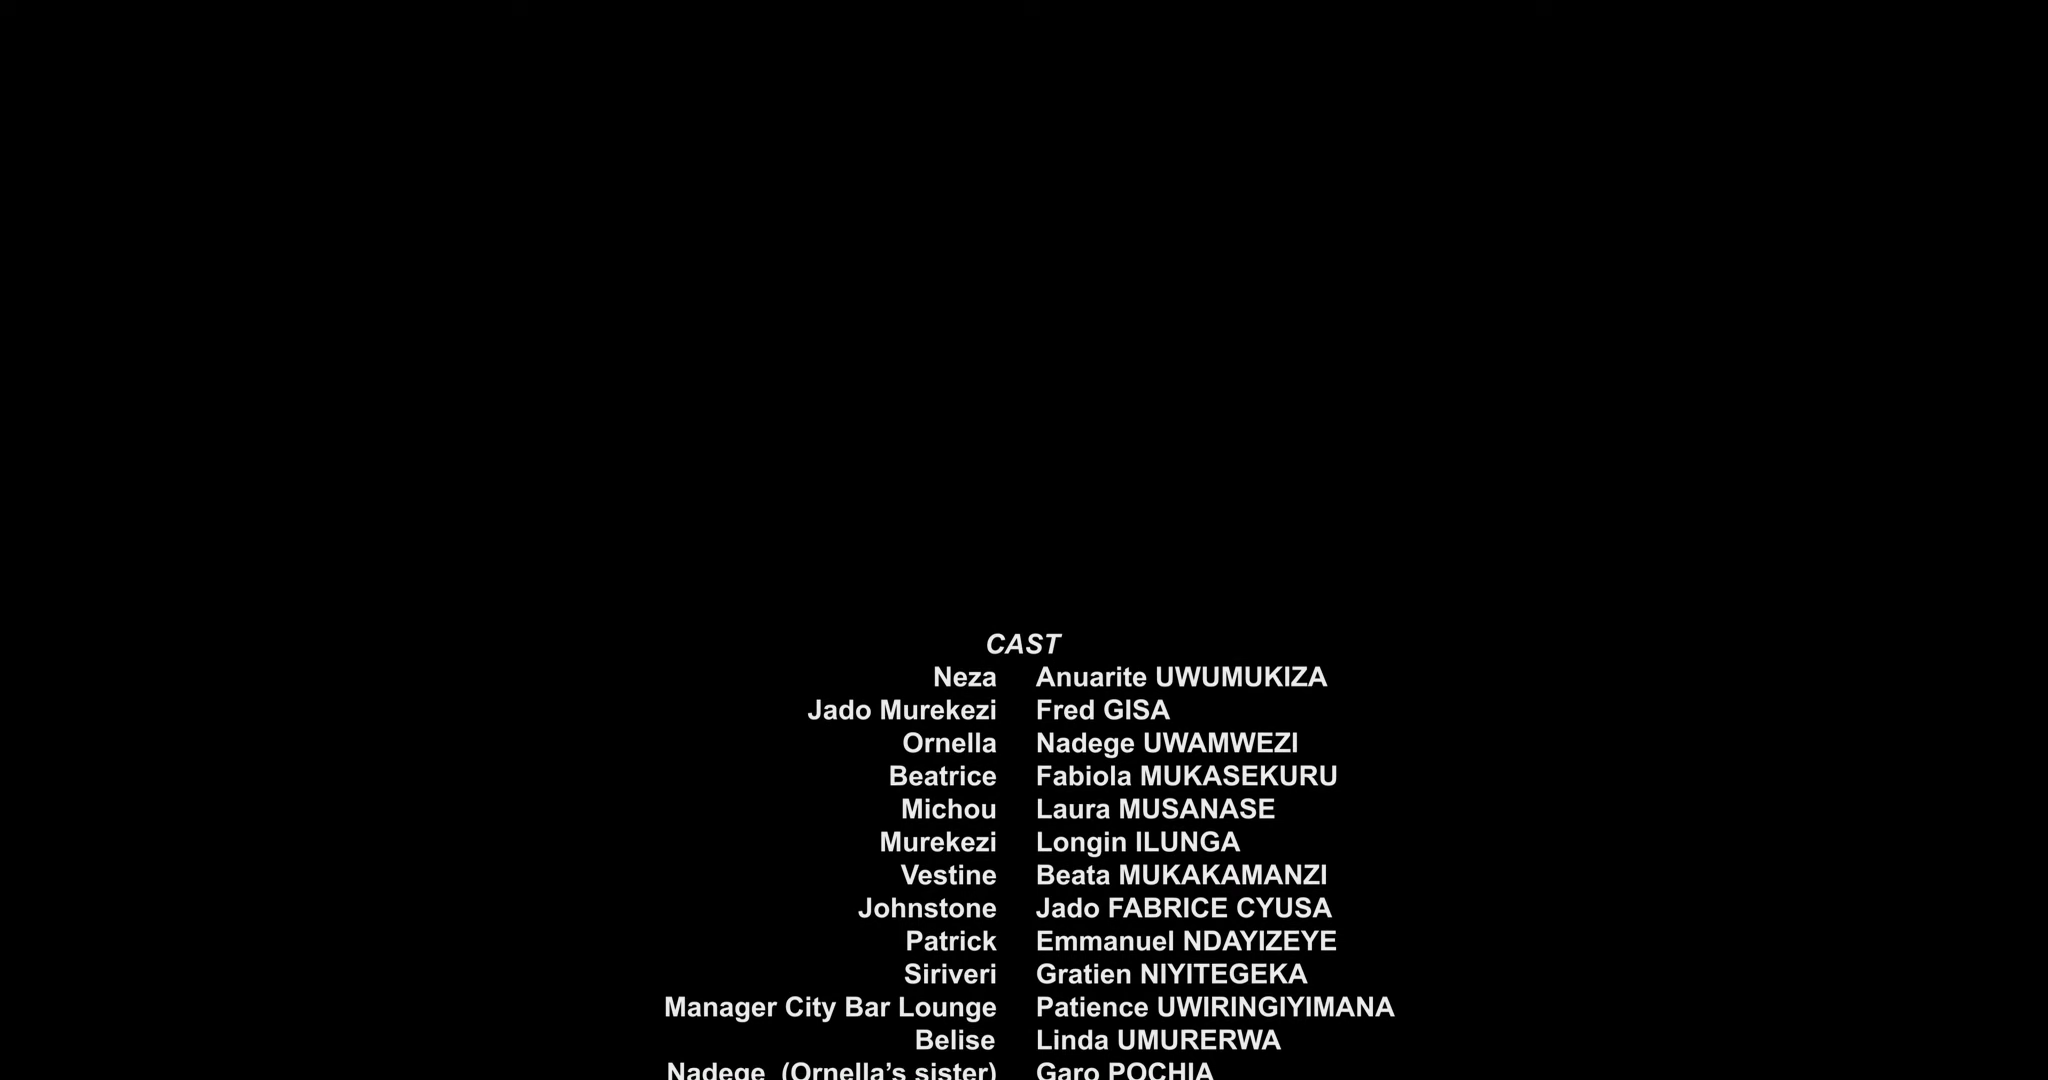 CAST
Neza Anuarite UWUMUKIZA
Jado Murekezi Fred GISA
Ornella Nadege UWAMWEZI
Beatrice Fabiola MUKASEKURU
Michou Laura MUSANASE
Murekezi Longin ILUNGA
Vestine Beata MUKAKAMANZI
Johnstone Jado FABRICE CYUSA
Patrick Emmanuel NDAYIZEYE
Siriveri Gratien NIYITEGEKA
Manager City Bar Lounge Patience UWIRINGIYIMANA
Belise Linda UMURERWA
Nadege (Ornella’s sister) Garo POCHIA